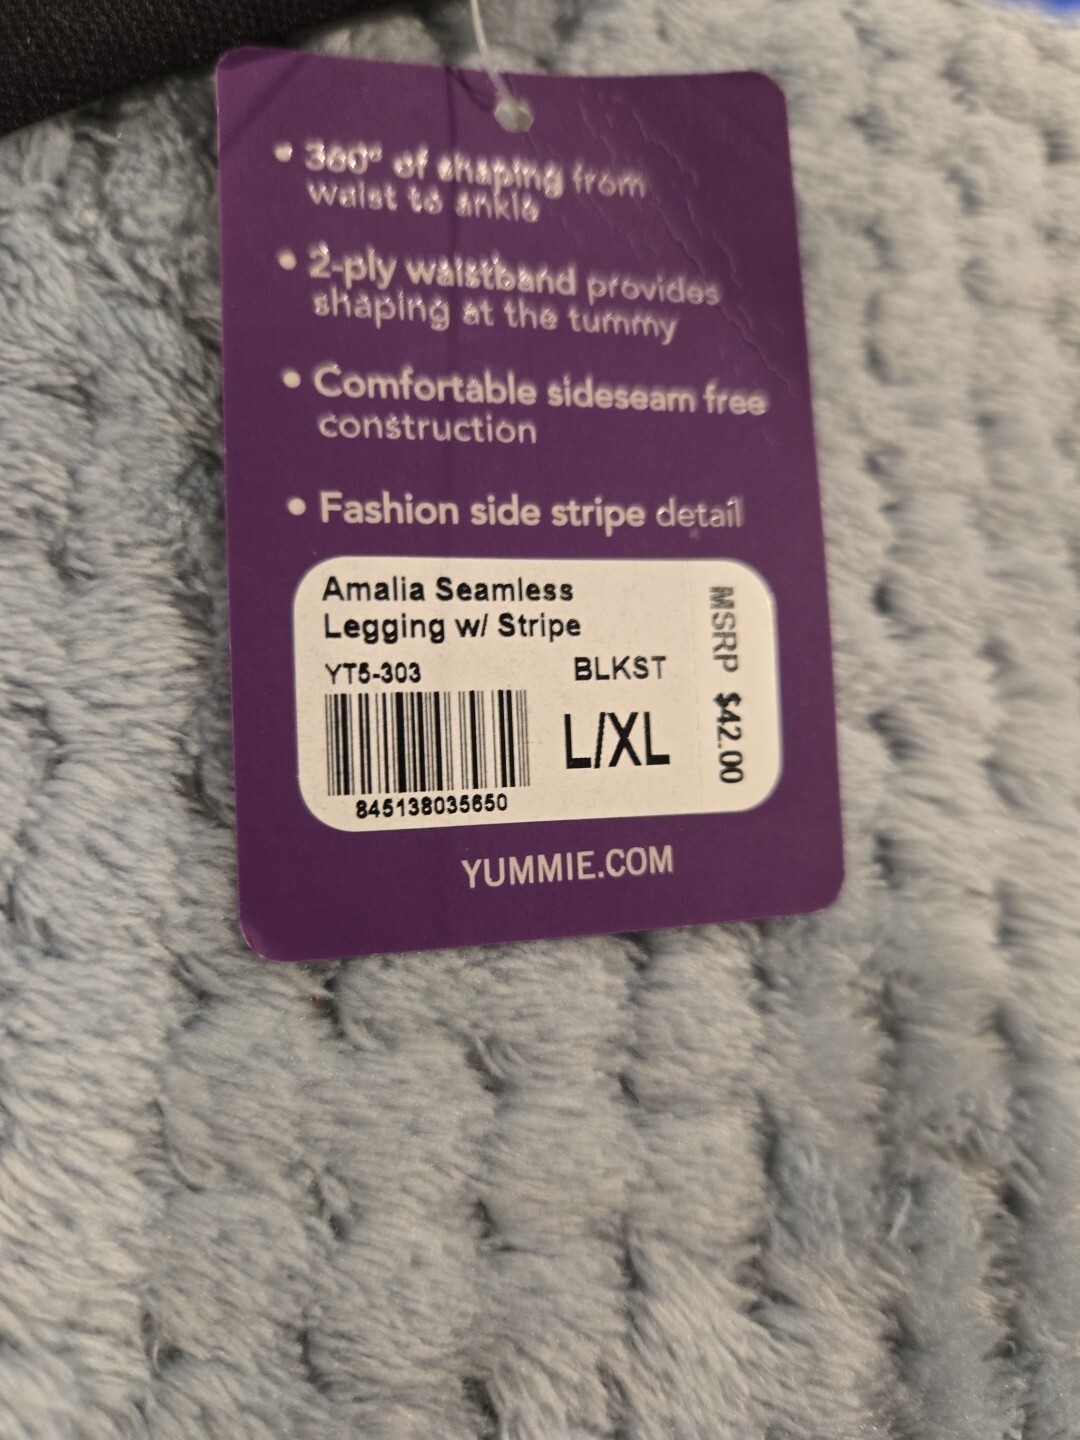 • 360° of shaping from
waist to ankle
• 2-ply waistband provides
shaping at the tummy
• Comfortable sideseam free
construction
• Fashion side stripe detail
Amalia Seamless
Legging w/ Stripe
YT5-303 BLKST
L/XL
845138035650
MSRP $42.00
YUMMIE.COM